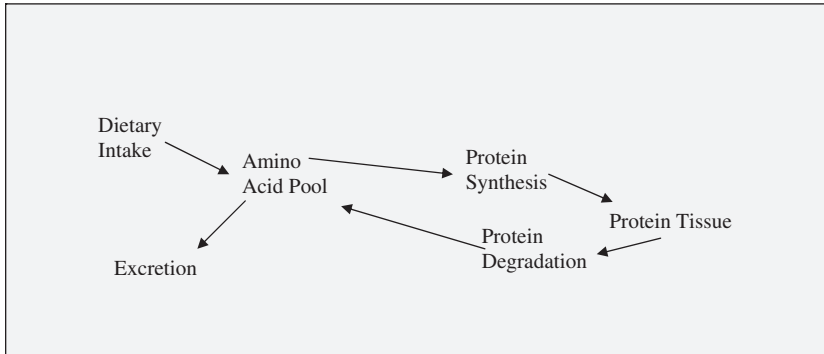 Dietary
Intake
Amino
Acid Pool
Protein
Synthesis
Protein Tissue
Protein
Degradation
Excretion